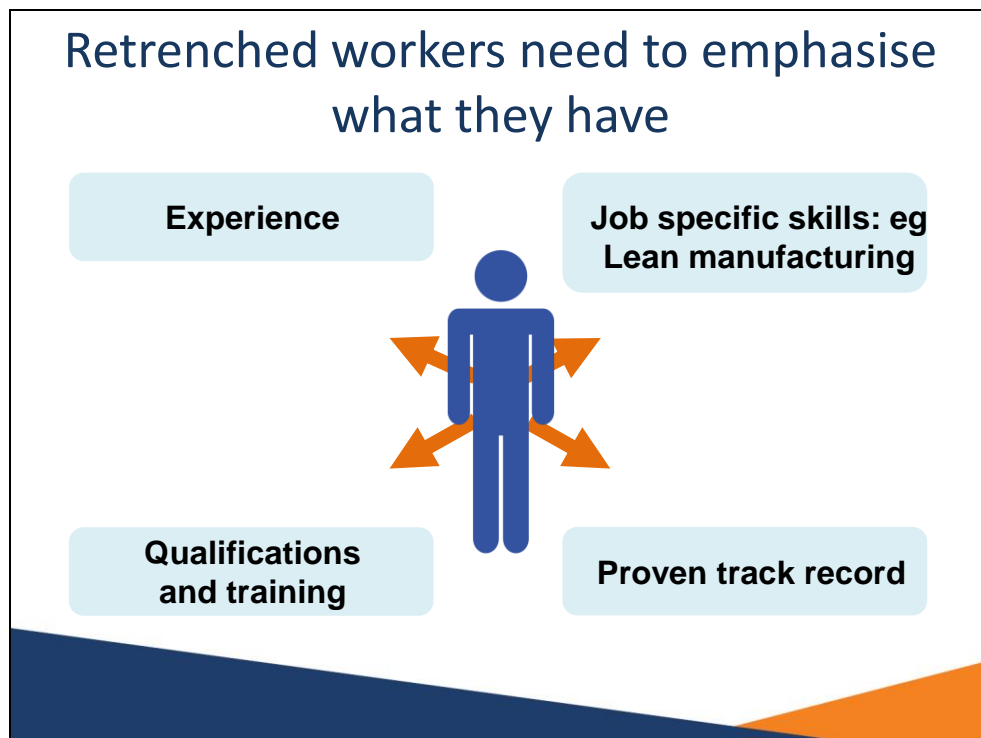 Retrenched workers need to emphasise
what they have
Experience
Job specific skills: eg
Lean manufacturing
Qualifications
and training
Proven track record